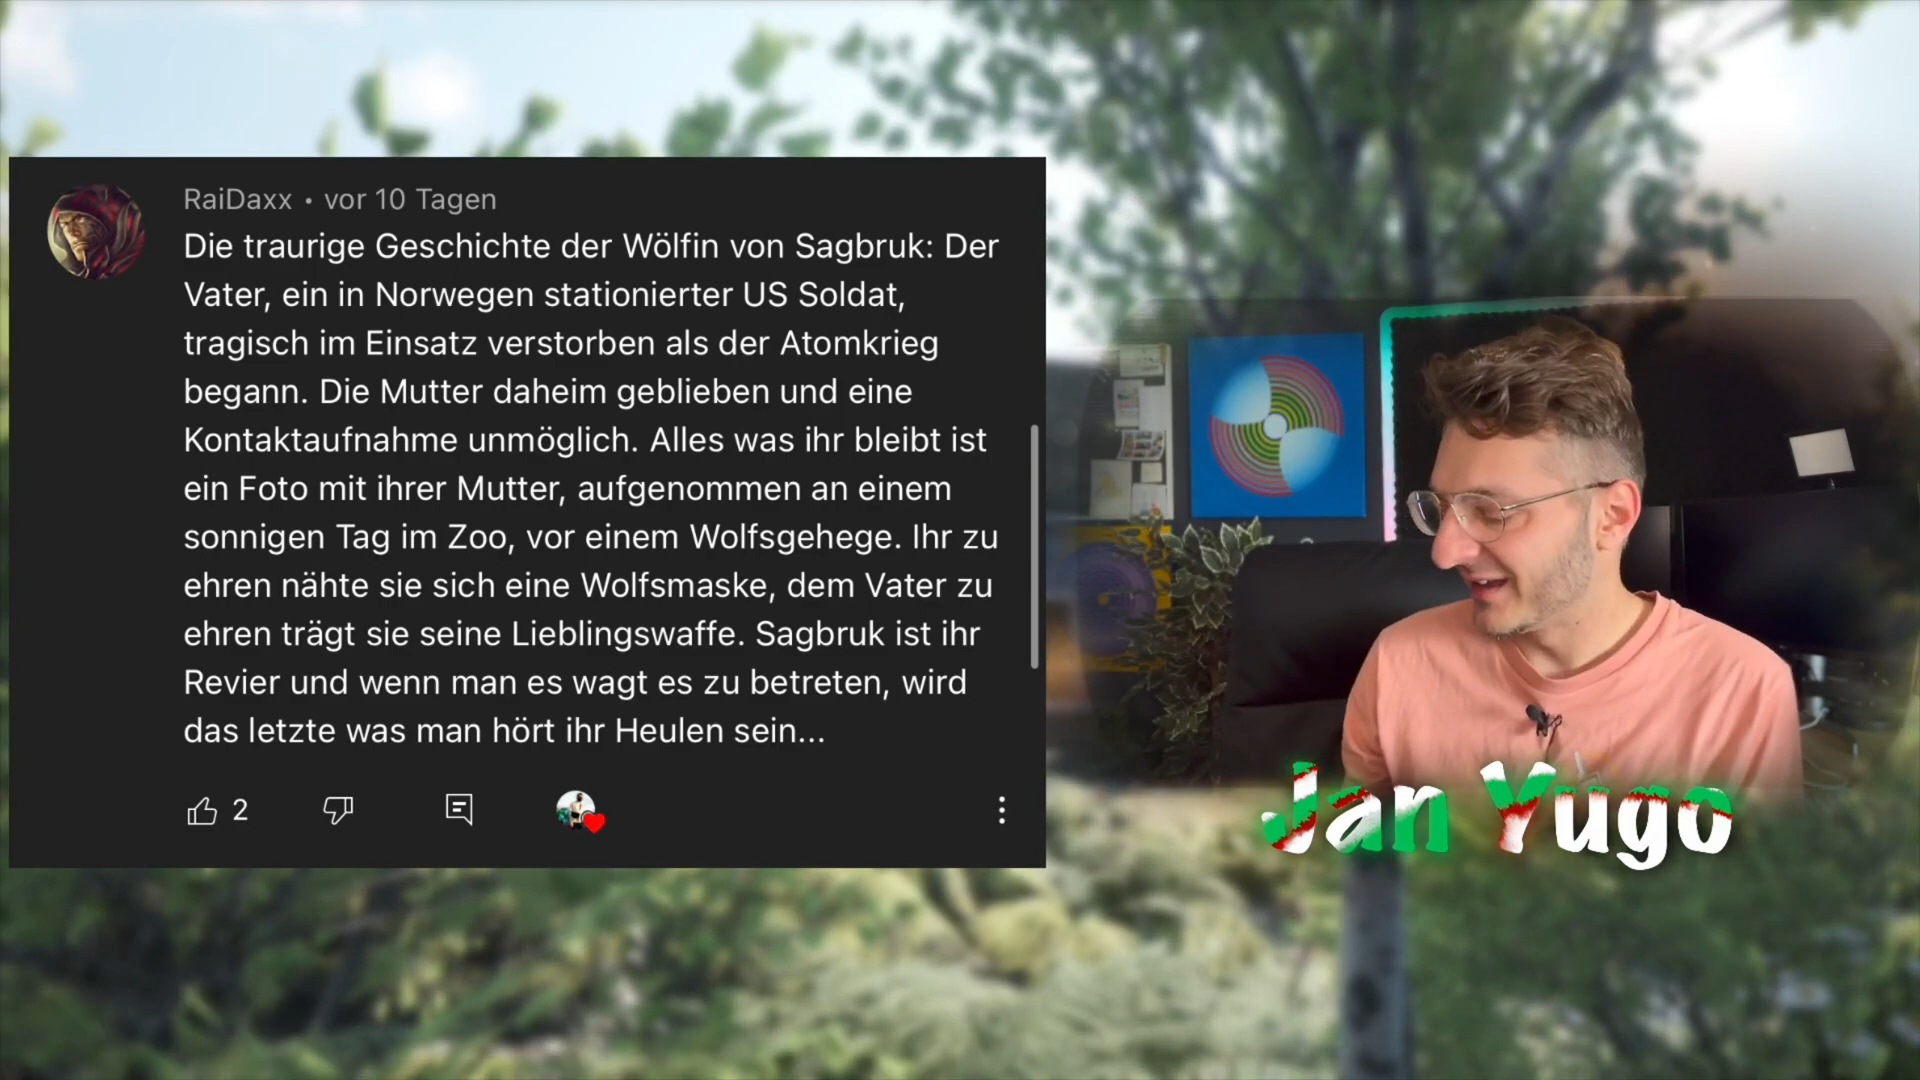 RaiDaxx • vor 10 Tagen
Die traurige Geschichte der Wölfin von Sagbruk: Der
Vater, ein in Norwegen stationierter US Soldat,
tragisch im Einsatz verstorben als der Atomkrieg
begann. Die Mutter daheim geblieben und eine
Kontaktaufnahme unmöglich. Alles was ihr bleibt ist
ein Foto mit ihrer Mutter, aufgenommen an einem
sonnigen Tag im Zoo, vor einem Wolfsgehege. Ihr zu
ehren nähte sie sich eine Wolfsmaske, dem Vater zu
ehren trägt sie seine Lieblingswaffe. Sagbruk ist ihr
Revier und wenn man es wagt es zu betreten, wird
das letzte was man hört ihr Heulen sein...
2
Jan Yugo